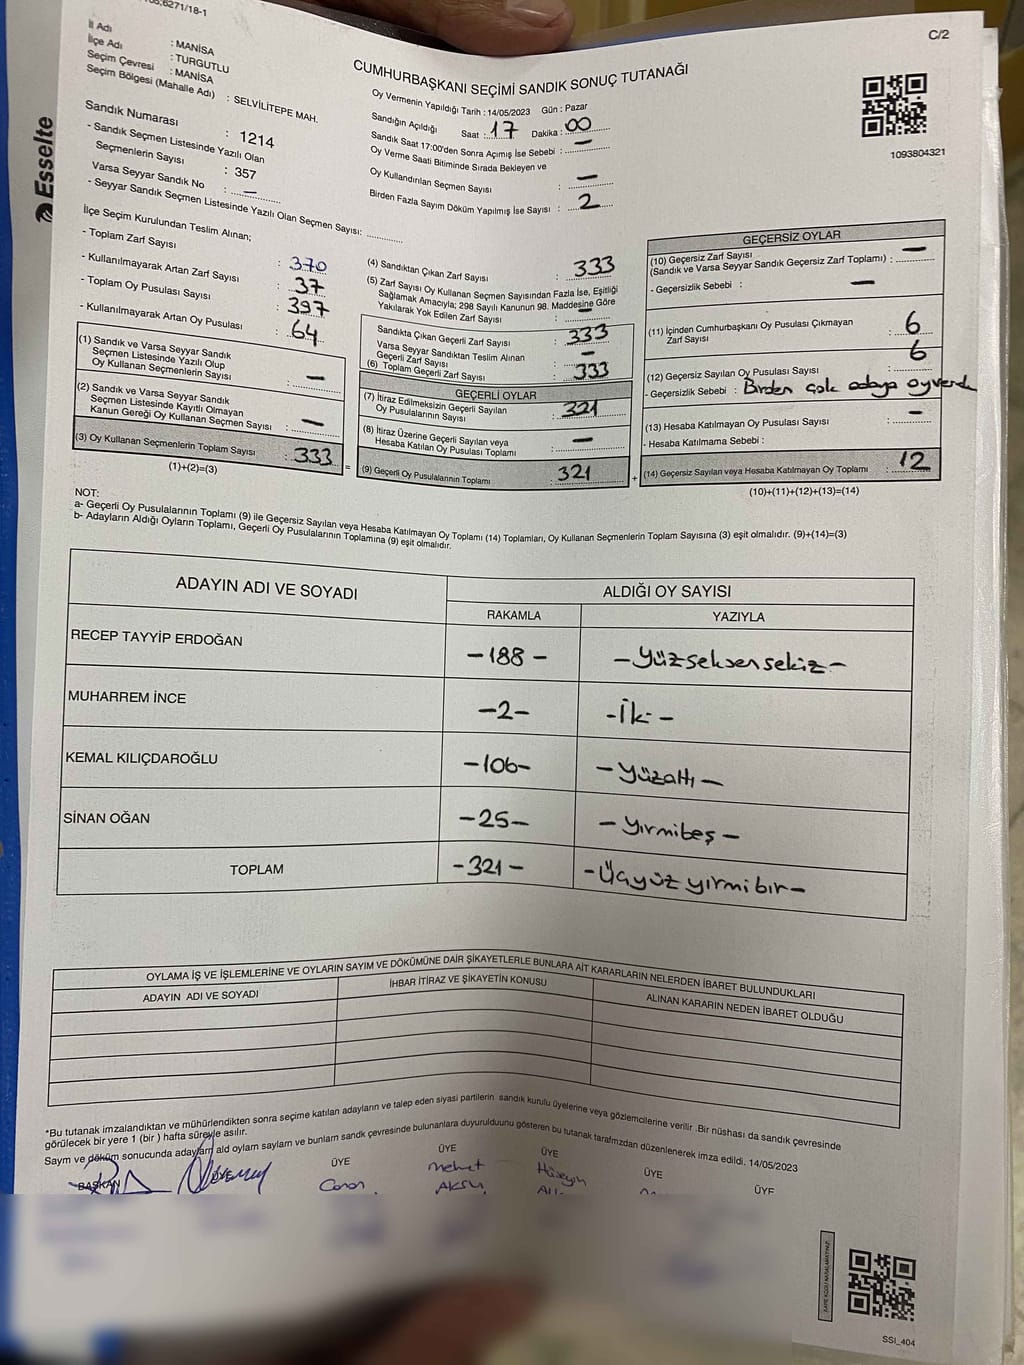 6271/18-1
C/2
İl Adı : MANİSA
İlçe Adı : TURGUTLU
Seçim Çevresi : MANİSA
Seçim Bölgesi (Mahalle Adı) : SELVİLİTEPE MAH.
Esselte
CUMHURBAŞKANI SEÇİMİ SANDIK SONUÇ TUTANAĞI
Oy Vermenin Yapıldığı Tarih : 14/05/2023 Gün : Pazar
Sandığın Açıldığı Saat : 17 Dakika : 00
Sandık Saat 17:00'den Sonra Açımış İse Sebebi : —
Oy Verme Saati Bitiminde Sırada Bekleyen ve
Oy Kullandırılan Seçmen Sayısı : —
Birden Fazla Sayım Döküm Yapılmış İse Sayısı : 2
1093804321
Sandık Numarası : 1214
- Sandık Seçmen Listesinde Yazılı Olan
Seçmenlerin Sayısı : 357
Varsa Seyyar Sandık No : —
- Seyyar Sandık Seçmen Listesinde Yazılı Olan Seçmen Sayısı: ............
İlçe Seçim Kurulundan Teslim Alınan;
- Toplam Zarf Sayısı : 370
- Kullanılmayarak Artan Zarf Sayısı : 37
- Toplam Oy Pusulası Sayısı : 397
- Kullanılmayarak Artan Oy Pusulası : 64
(1) Sandık ve Varsa Seyyar Sandık
Seçmen Listesinde Yazılı Olup
Oy Kullanan Seçmenlerin Sayısı : —
(2) Sandık ve Varsa Seyyar Sandık
Seçmen Listesinde Kayıtlı Olmayan
Kanun Gereği Oy Kullanan Seçmen Sayısı : —
(3) Oy Kullanan Seçmenlerin Toplam Sayısı : 333
(1)+(2)=(3)
=
(4) Sandıktan Çıkan Zarf Sayısı : 333
(5) Zarf Sayısı Oy Kullanan Seçmen Sayısından Fazla İse, Eşitliği
Sağlamak Amacıyla; 298 Sayılı Kanunun 98. Maddesine Göre
Yakılarak Yok Edilen Zarf Sayısı : —
Sandıkta Çıkan Geçerli Zarf Sayısı : 333
Varsa Seyyar Sandıktan Teslim Alınan
Geçerli Zarf Sayısı : —
(6) Toplam Geçerli Zarf Sayısı : 333
GEÇERLİ OYLAR
(7) İtiraz Edilmeksizin Geçerli Sayılan
Oy Pusulalarının Sayısı : 321
(8) İtiraz Üzerine Geçerli Sayılan veya
Hesaba Katılan Oy Pusulası Toplamı : —
(9) Geçerli Oy Pusulalarının Toplamı : 321
+
GEÇERSİZ OYLAR
(10) Geçersiz Zarf Sayısı
(Sandık ve Varsa Seyyar Sandık Geçersiz Zarf Toplamı) : —
- Geçersizlik Sebebi : —
(11) İçinden Cumhurbaşkanı Oy Pusulası Çıkmayan
Zarf Sayısı : 6
(12) Geçersiz Sayılan Oy Pusulası Sayısı : 6
- Geçersizlik Sebebi : Birden çok adaya oy verdi
(13) Hesaba Katılmayan Oy Pusulası Sayısı : —
- Hesaba Katılmama Sebebi :
(14) Geçersiz Sayılan veya Hesaba Katılmayan Oy Toplamı : 12
(10)+(11)+(12)+(13)=(14)
NOT:
a- Geçerli Oy Pusulalarının Toplamı (9) ile Geçersiz Sayılan veya Hesaba Katılmayan Oy Toplamı (14) Toplamları, Oy Kullanan Seçmenlerin Toplam Sayısına (3) eşit olmalıdır. (9)+(14)=(3)
b- Adayların Aldığı Oyların Toplamı, Geçerli Oy Pusulalarının Toplamına (9) eşit olmalıdır.
ADAYIN ADI VE SOYADI ALDIĞI OY SAYISI
RAKAMLA YAZIYLA
RECEP TAYYİP ERDOĞAN -188- -Yüzseksensekiz-
MUHARREM İNCE -2- -İki-
KEMAL KILIÇDAROĞLU -106- -Yüzaltı-
SİNAN OĞAN -25- -Yirmibeş-
TOPLAM -321- -Üçyüz yirmi bir-
OYLAMA İŞ VE İŞLEMLERİNE VE OYLARIN SAYIM VE DÖKÜMÜNE DAİR ŞİKAYETLERLE BUNLARA AİT KARARLARIN NELERDEN İBARET BULUNDUKLARI
ADAYIN ADI VE SOYADI İHBAR İTİRAZ VE ŞİKAYETİN KONUSU ALINAN KARARIN NEDEN İBARET OLDUĞU
*Bu tutanak imzalandıktan ve mühürlendikten sonra seçime katılan adayların ve talep eden siyasi partilerin sandık kurulu üyelerine veya gözlemcilerine verilir .Bir nüshası da sandık çevresinde
görülecek bir yere 1 (bir ) hafta süreyle asılır.
Sayım ve döküm sonucunda adayların ald oylam saylam ve bunlam sandk çevresinde bulunanlara duyurulduunu gösteren bu tutanak tarafmzdan düzenlenerek imza edildi. 14/05/2023
BAŞKAN ÜYE ÜYE ÜYE ÜYE ÜYE
Mehmet Hüseyin
AKSU
SSI_404